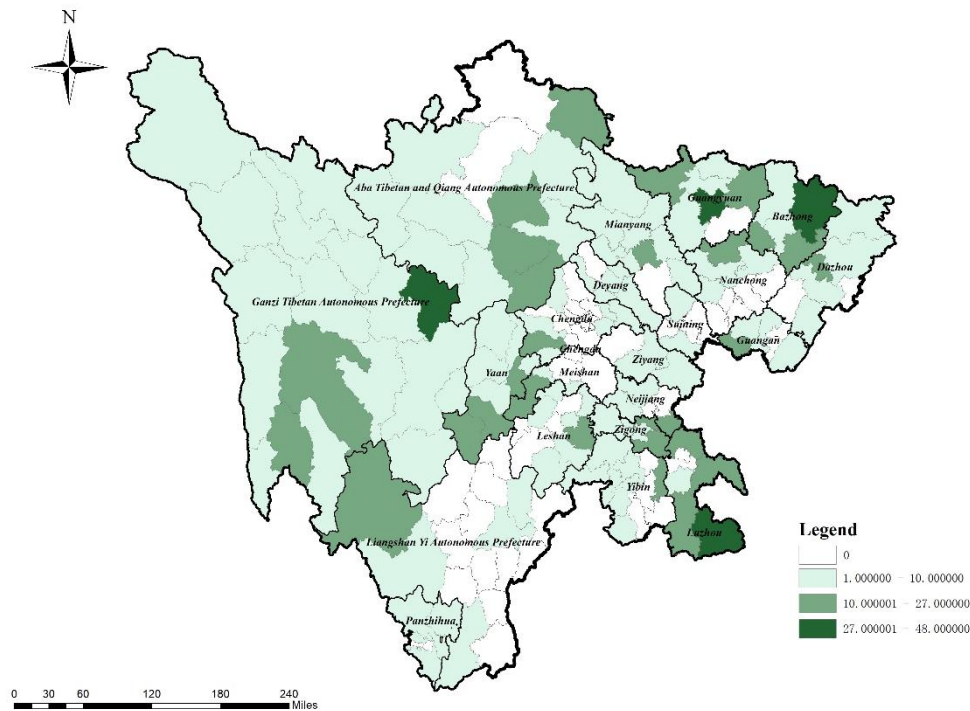 N
Aba Tibetan and Qiang Autonomous Prefecture
Guangyuan
Bazhong
Mianyang
Dazhou
Nanchong
Deyang
Ganzi Tibetan Autonomous Prefecture
Chengdu
Suining
Guangan
Chengdu
Ziyang
Yaan
Meishan
Neijiang
Zigong
Leshan
Yibin
Luzhou
Liangshan Yi Autonomous Prefecture
Panzhihua
Legend
0
1.000000 - 10.000000
10.000001 - 27.000000
27.000001 - 48.000000
0 15 30 60 120 180 240
Miles